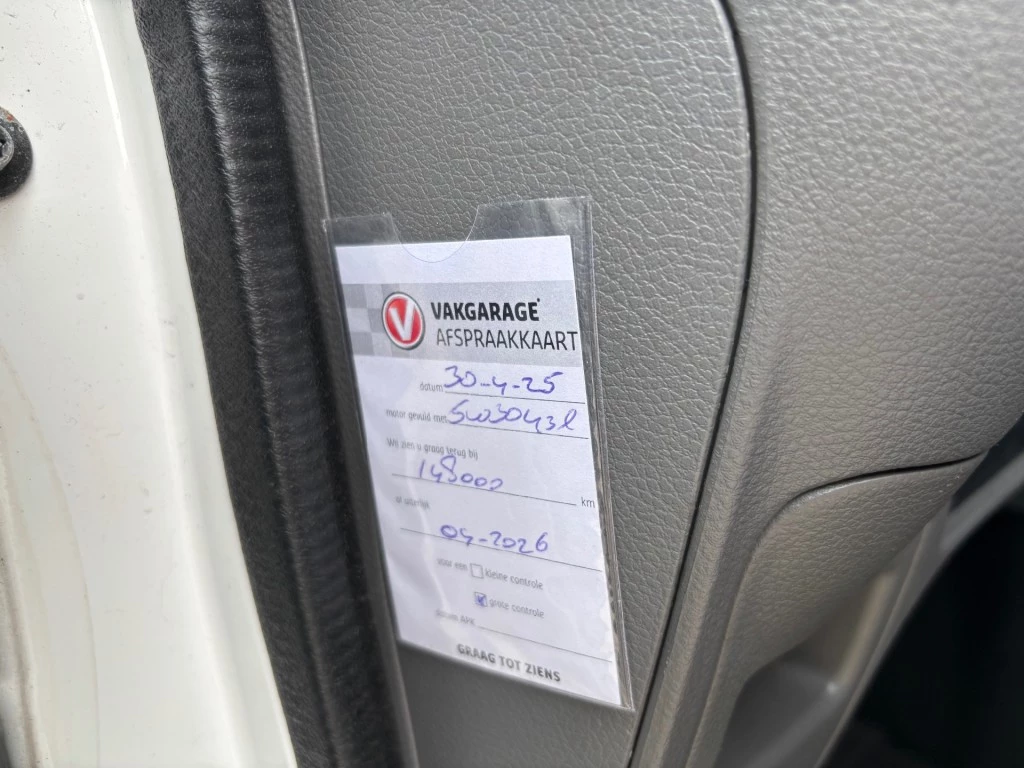 V VAKGARAGE
AFSPRAAKKAART
datum 30-4-25
motor gevuld met 5w30 4,3l
Wij zien u graag terug bij
148000 km
of uiterlijk
04-2026
voor een kleine controle
grote controle
datum APK
GRAAG TOT ZIENS